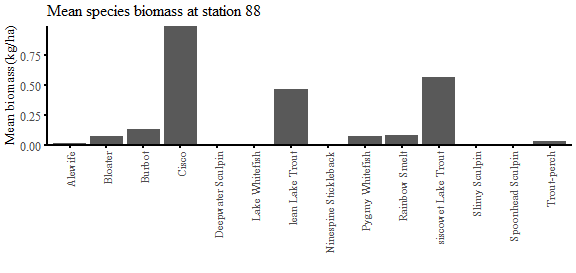 Mean species biomass at station 88
Mean biomass (kg/ha)
0.75
0.50
0.25
0.00
Alewife
Bloater
Burbot
Cisco
Deepwater Sculpin
Lake Whitefish
lean Lake Trout
Ninespine Stickleback
Pygmy Whitefish
Rainbow Smelt
siscowet Lake Trout
Slimy Sculpin
Spoonhead Sculpin
Trout-perch